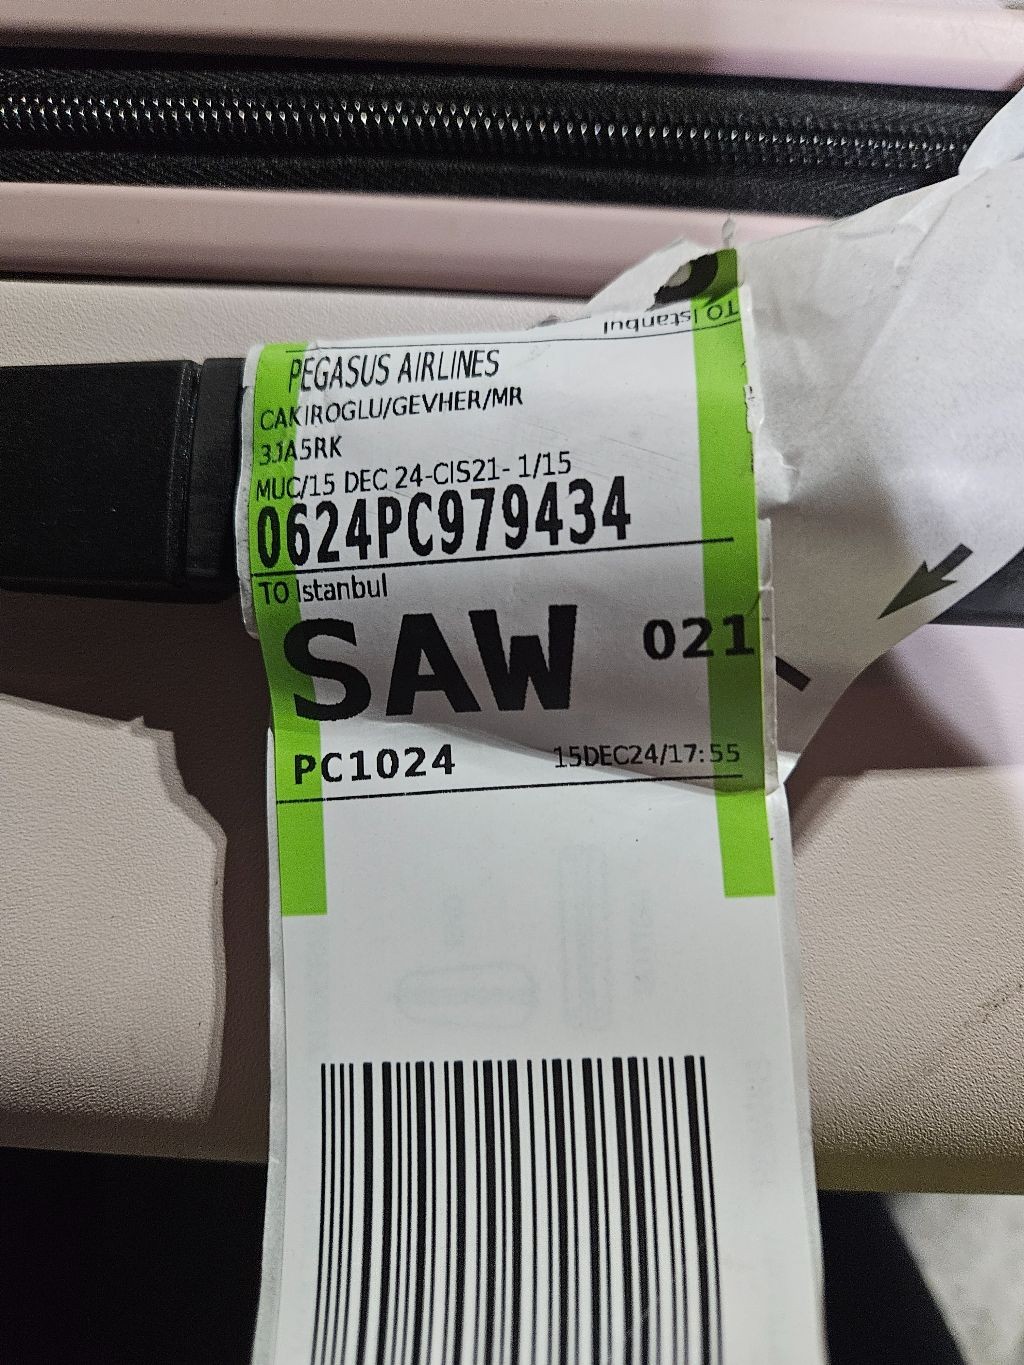 TO Istanbul
PEGASUS AIRLINES
CAKIROGLU/GEVHER/MR
3JA5RK
MUC/15 DEC 24-CIS21- 1/15
0624PC979434
TO Istanbul
SAW 021
PC1024 15DEC24/17:55